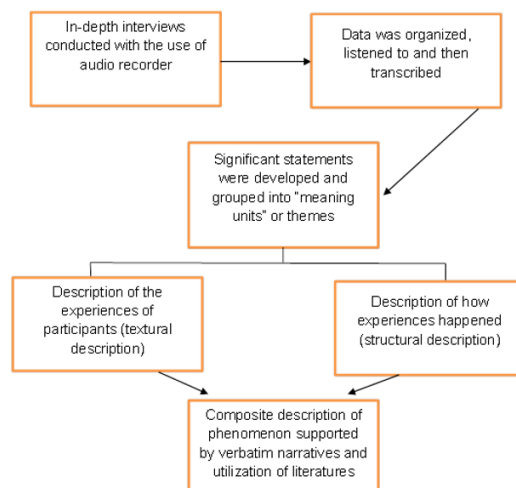 In-depth interviews
conducted with the use of
audio recorder
Data was organized,
listened to and then
transcribed
Significant statements
were developed and
grouped into "meaning
units" or themes
Description of the
experiences of
participants (textural
description)
Description of how
experiences happened
(structural description)
Composite description of
phenomenon supported
by verbatim narratives and
utilization of literatures